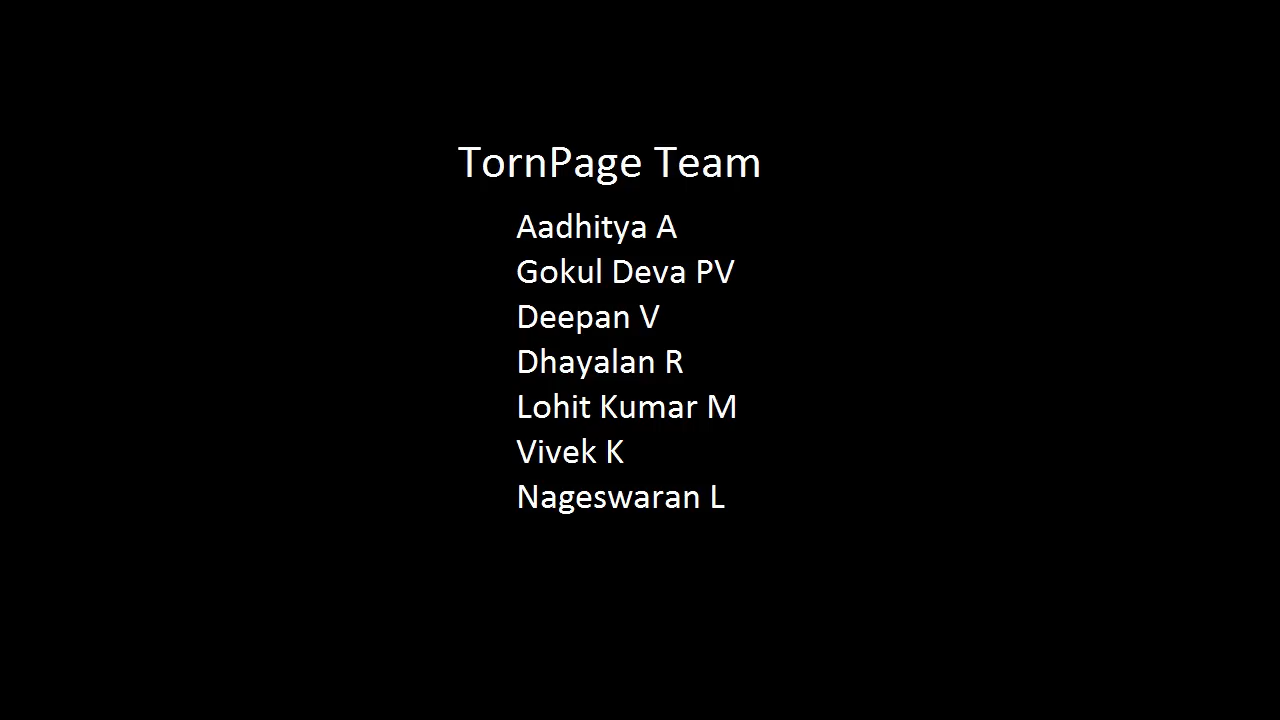 TornPage Team
Aadhitya A
Gokul Deva PV
Deepan V
Dhayalan R
Lohit Kumar M
Vivek K
Nageswaran L